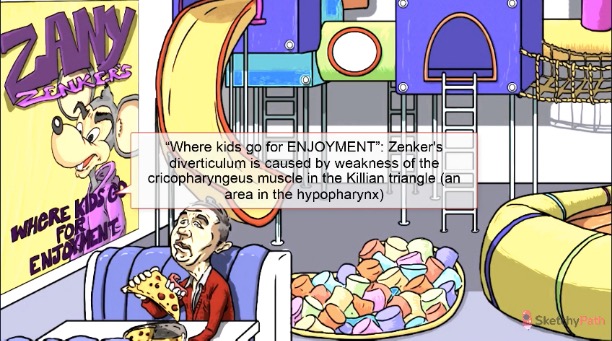 ZANY
ZENKER'S
"Where kids go for ENJOYMENT": Zenker's
diverticulum is caused by weakness of the
cricopharyngeus muscle in the Killian triangle (an
area in the hypopharynx)
WHERE KIDS GO
FOR
ENJOYMENT!
SketchyPath